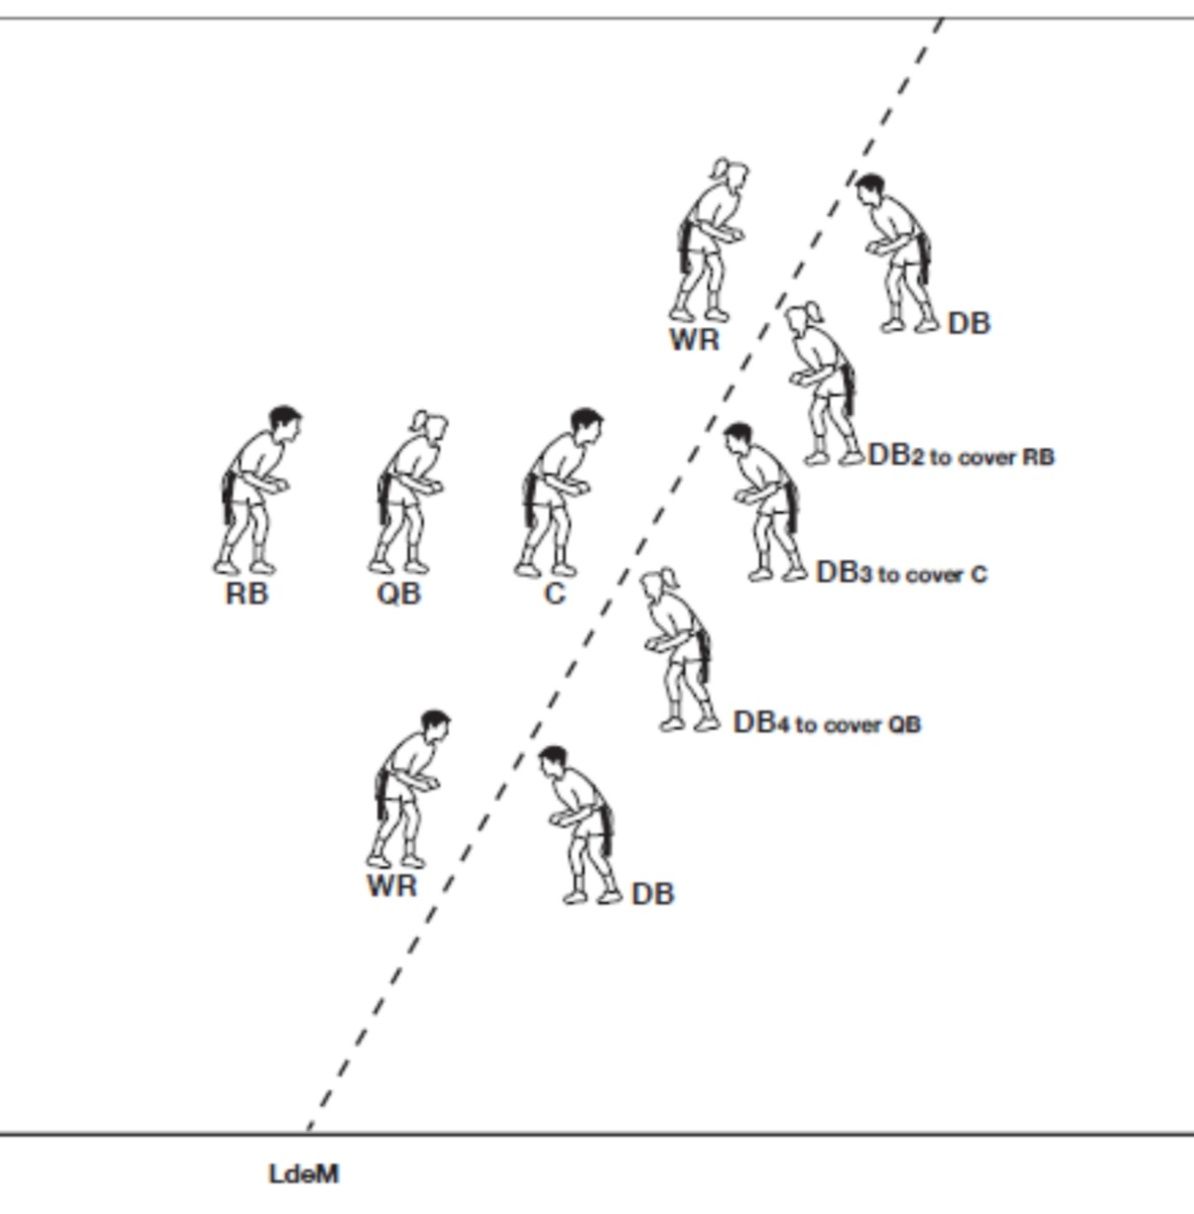 DB
WR
DB2 to cover RB
DB3 to cover C
RB
QB
C
DB4 to cover QB
WR
DB
LdeM